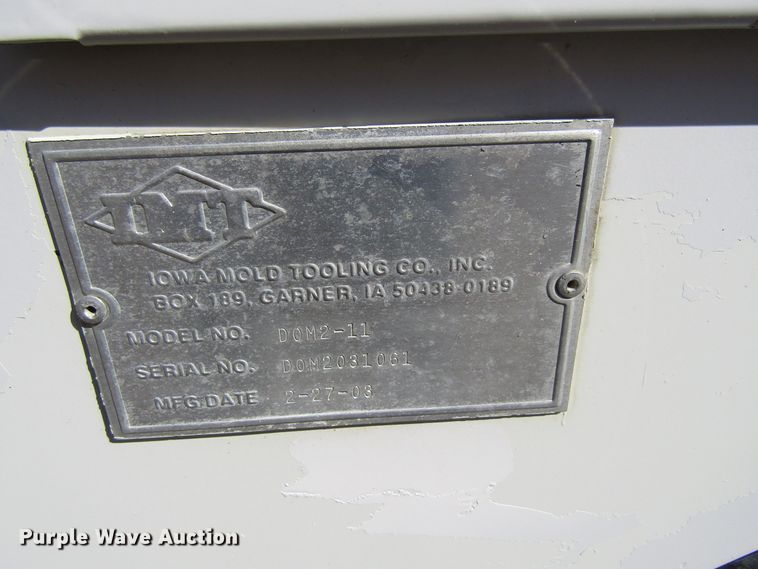 IMT
IOWA MOLD TOOLING CO., INC.
BOX 189, GARNER, IA 50438-0189
MODEL NO. DOM2-11
SERIAL NO. DOM2031061
MFG DATE 2-27-03
Purple Wave Auction